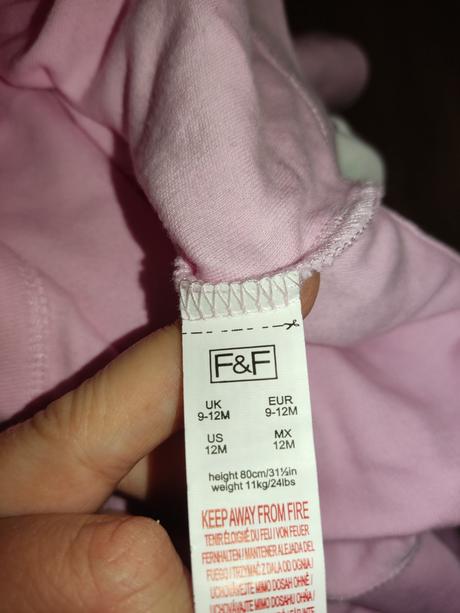 F&F
UK EUR
9-12M 9-12M
US MX
12M 12M
height 80cm/31½in
weight 11kg/24lbs
KEEP AWAY FROM FIRE
TENIR ÉLOIGNÉ DU FEU / VON FEUER
FERNHALTEN / MANTENER ALEJADA DEL
FUEGO / TRZYMAĆ Z DALA OD OGNIA/
UCHOVÁVEJTE MIMO DOSAH OHNĚ /
UCHOVÁVAJTE MIMO DOSAHU OHŇA /